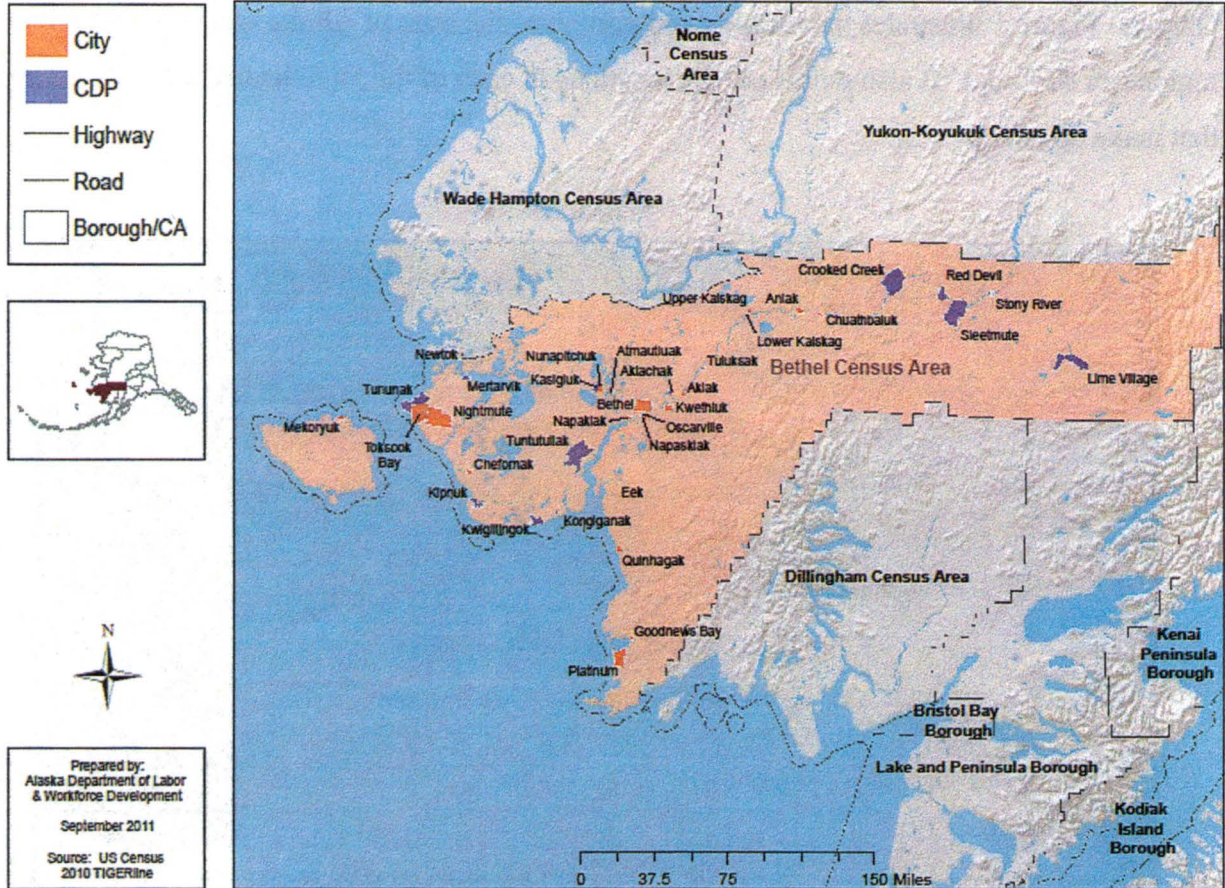 City
CDP
Highway
Road
Borough/CA
N
Prepared by:
Alaska Department of Labor
& Workforce Development
September 2011
Source: US Census
2010 TIGERline
Nome
Census
Area
Yukon-Koyukuk Census Area
Wade Hampton Census Area
Crooked Creek
Red Devil
Upper Kalskag
Aniak
Stony River
Chuathbaluk
Sleetmute
Lower Kalskag
Newtok
Nunapitchuk
Atmautluak
Tuluksak
Bethel Census Area
Kasigluk
Akiachak
Lime Village
Tununak
Mertarvik
Akiak
Nightmute
Bethel
Kwethluk
Mekoryuk
Napakiak
Oscarville
Toksook
Bay
Tuntutuliak
Napaskiak
Chefornak
Kipnuk
Eek
Kwigillingok
Kongiganak
Quinhagak
Dillingham Census Area
Goodnews Bay
Kenai
Peninsula
Borough
Platinum
Bristol Bay
Borough
Lake and Peninsula Borough
Kodiak
Island
Borough
0 37.5 75 150 Miles